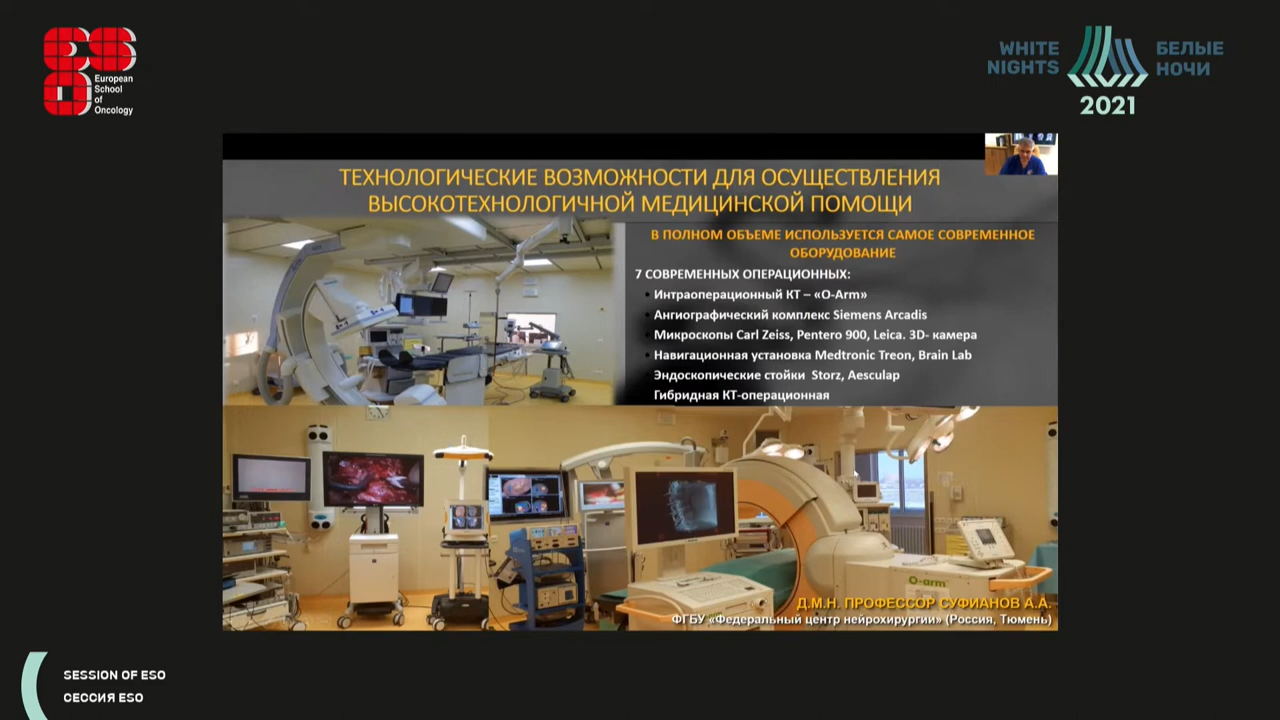 European
School
of
Oncology
WHITE
NIGHTS
БЕЛЫЕ
НОЧИ
2021
ТЕХНОЛОГИЧЕСКИЕ ВОЗМОЖНОСТИ ДЛЯ ОСУЩЕСТВЛЕНИЯ
ВЫСОКОТЕХНОЛОГИЧНОЙ МЕДИЦИНСКОЙ ПОМОЩИ
В ПОЛНОМ ОБЪЕМЕ ИСПОЛЬЗУЕТСЯ САМОЕ СОВРЕМЕННОЕ
ОБОРУДОВАНИЕ
7 СОВРЕМЕННЫХ ОПЕРАЦИОННЫХ:
• Интраоперационный КТ – «O-Arm»
• Ангиографический комплекс Siemens Arcadis
• Микроскопы Carl Zeiss, Pentero 900, Leica. 3D- камера
• Навигационная установка Medtronic Treon, Brain Lab
Эндоскопические стойки Storz, Aesculap
Гибридная КТ-операционная
O-arm
Д.М.Н. ПРОФЕССОР СУФИАНОВ А.А.
ФГБУ «Федеральный центр нейрохирургии» (Россия, Тюмень)
SESSION OF ESO
СЕССИЯ ESO